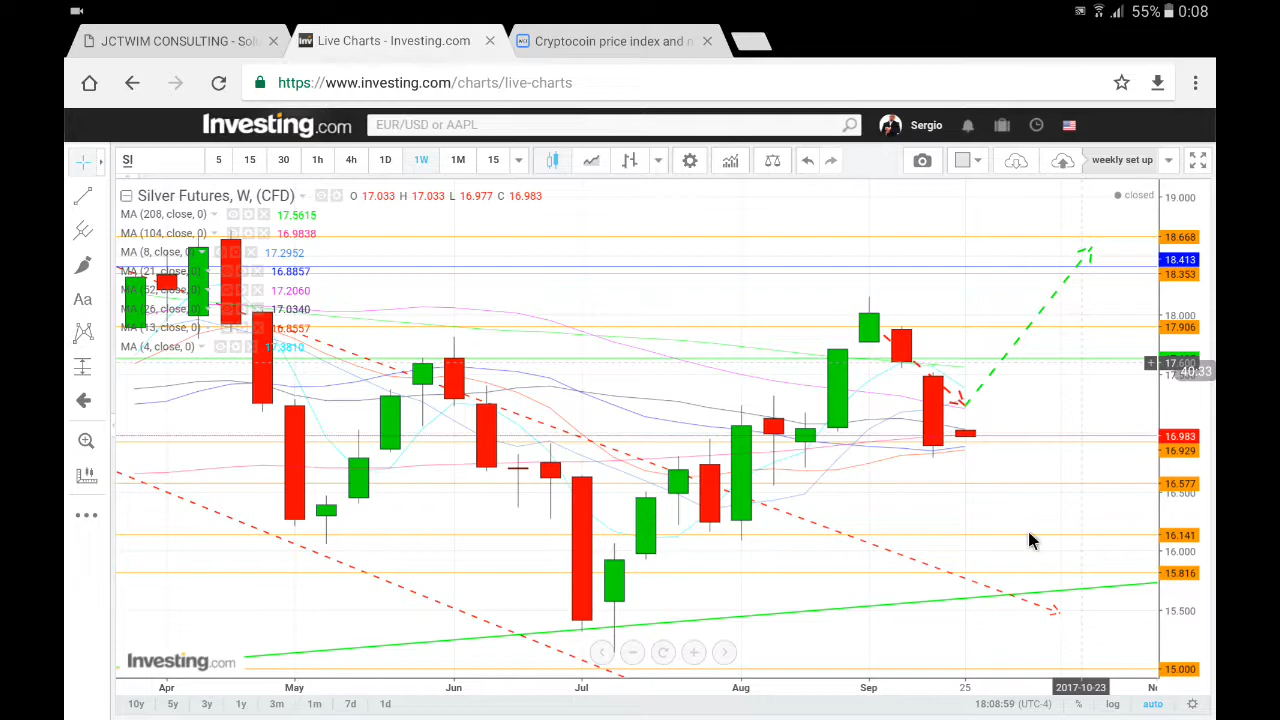 55% 0:08
JCTWIM CONSULTING - Solu
Live Charts - Investing.com
Cryptocoin price index and n
https://www.investing.com/charts/live-charts
Investing.com
EUR/USD or AAPL
Sergio
SI 5 15 30 1h 4h 1D 1W 1M 15
weekly set up
Silver Futures, W, (CFD)
O 17.033 H 17.033 L 16.977 C 16.983
closed
MA (208, close, 0) 17.5615
MA (104, close, 0) 16.9838
MA (8, close, 0) 17.2952
MA (21, close, 0) 16.8857
MA (52, close, 0) 17.2060
MA (26, close, 0) 17.0340
MA (13, close, 0) 16.8557
MA (4, close, 0) 17.3810
Aa
19.000
18.668
18.413
18.353
18.000
17.906
17.600
40:33
16.983
16.929
16.577
16.500
16.141
16.000
15.816
15.500
15.000
Investing.com
Apr May Jun Jul Aug Sep 25 2017-10-23
10y 5y 3y 1y 3m 1m 7d 1d
18:08:59 (UTC-4) % log auto